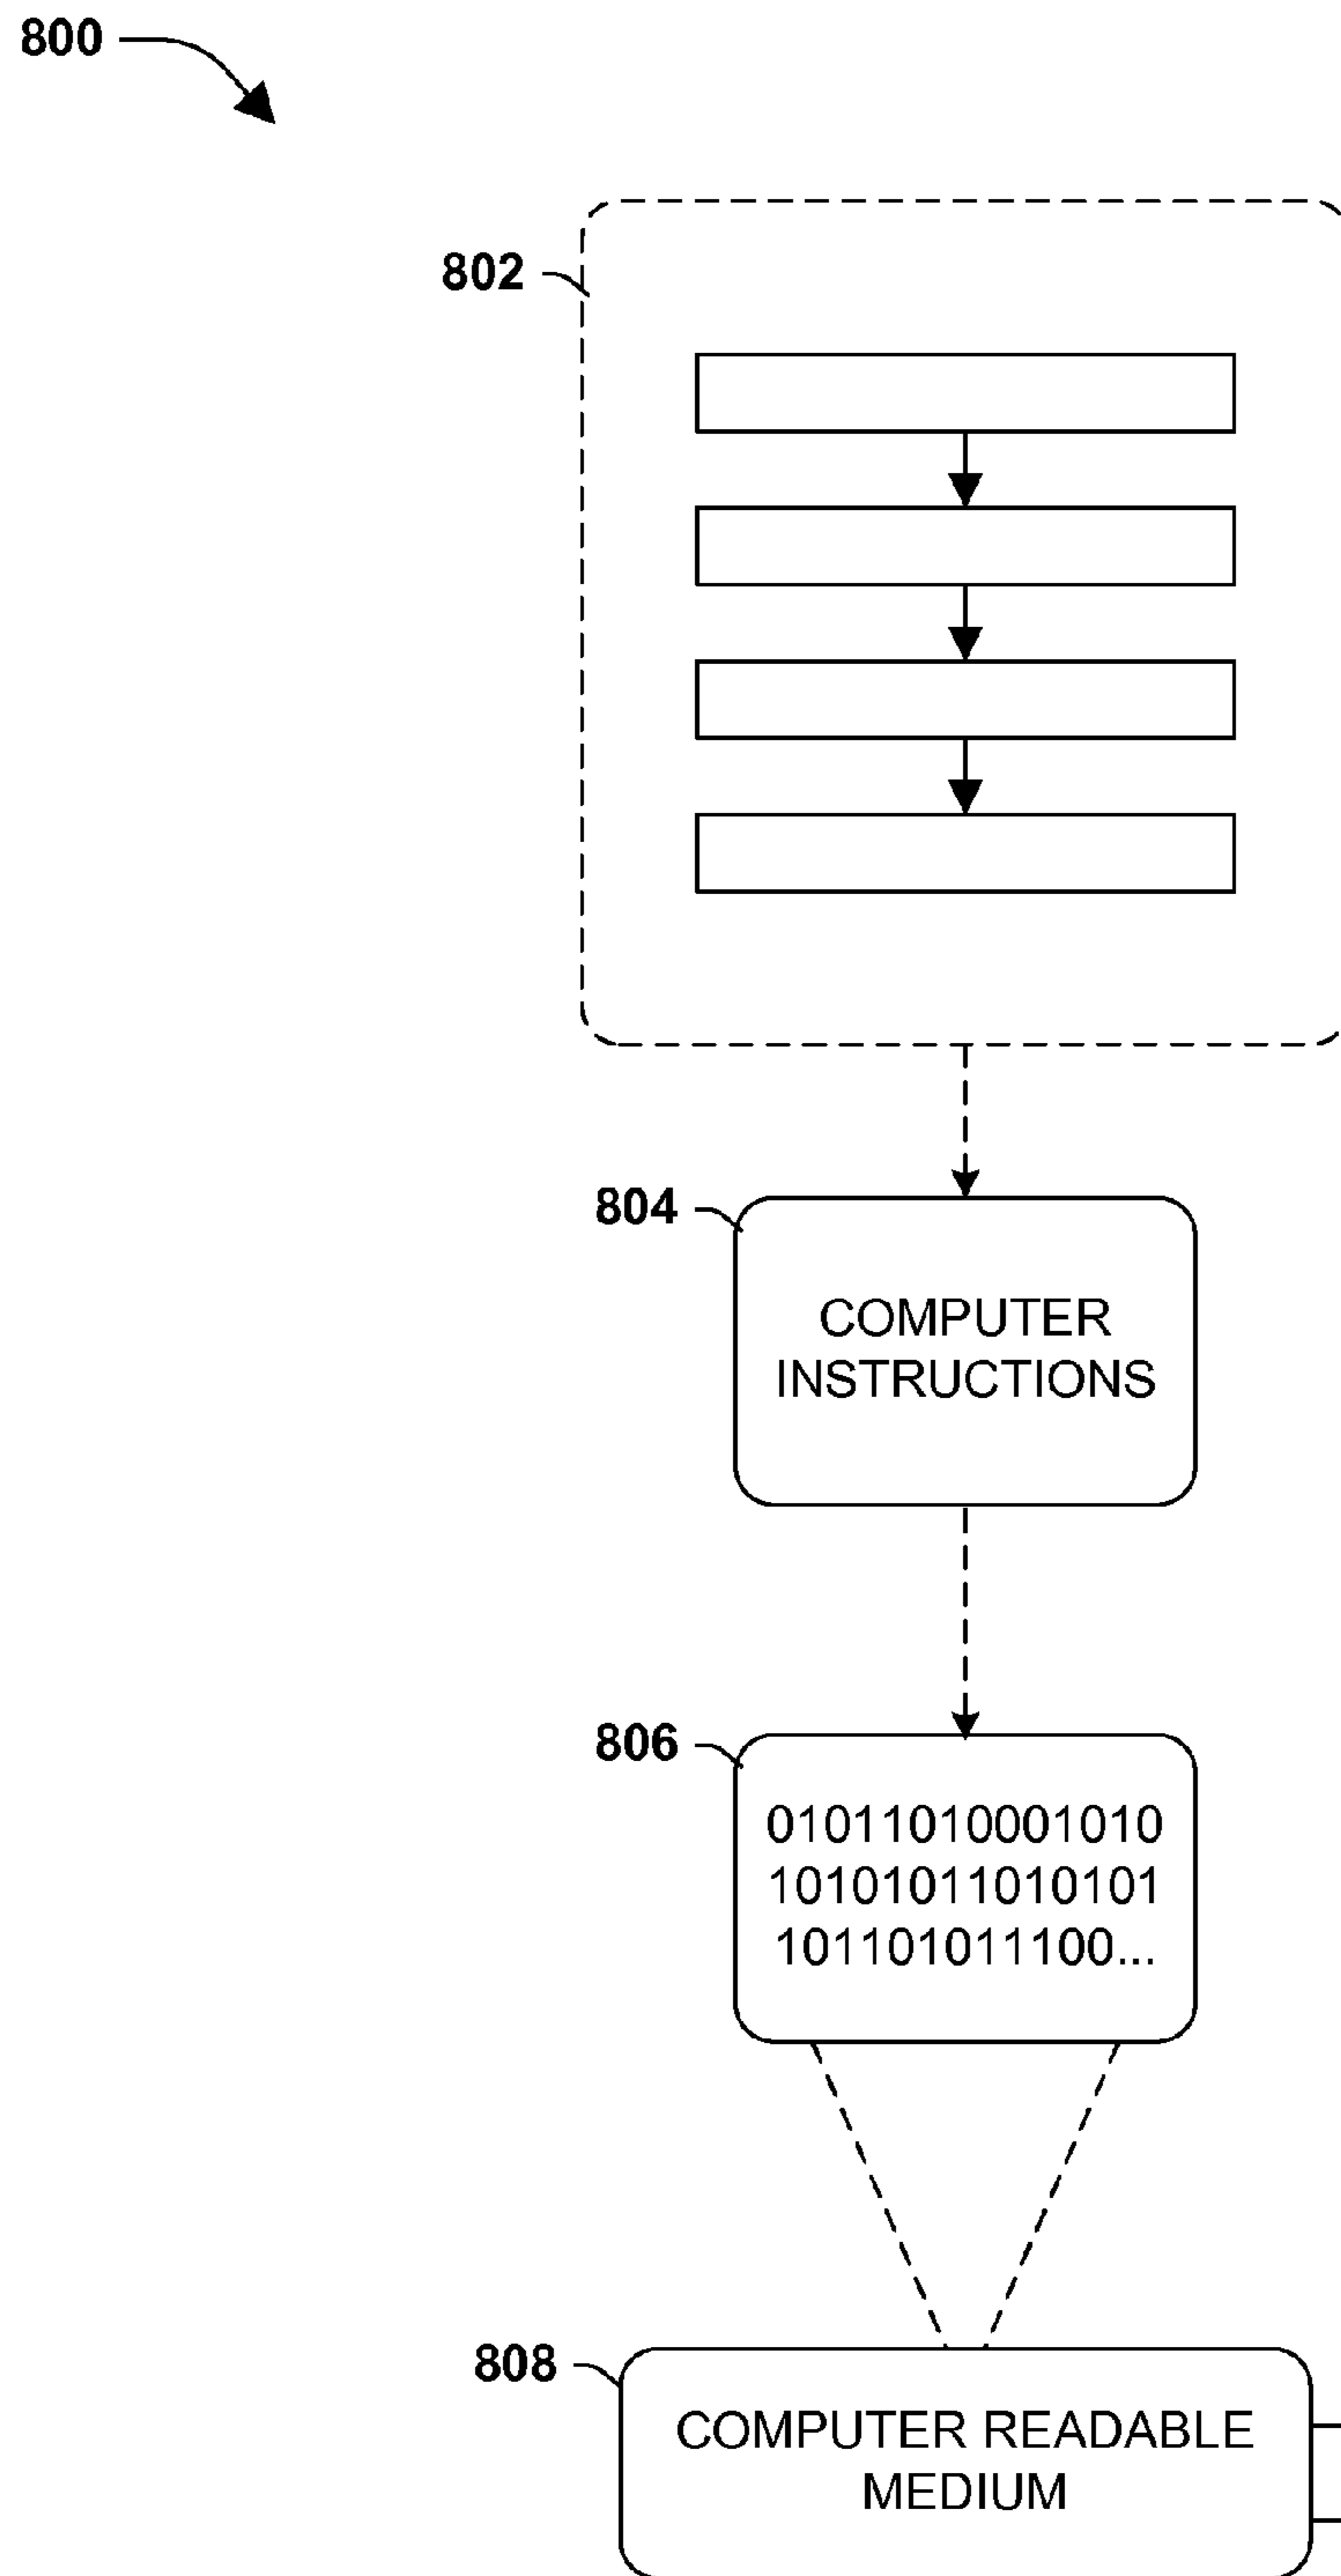 800
802
804
COMPUTER
INSTRUCTIONS
806
01011010001010
10101011010101
101101011100...
808
COMPUTER READABLE
MEDIUM